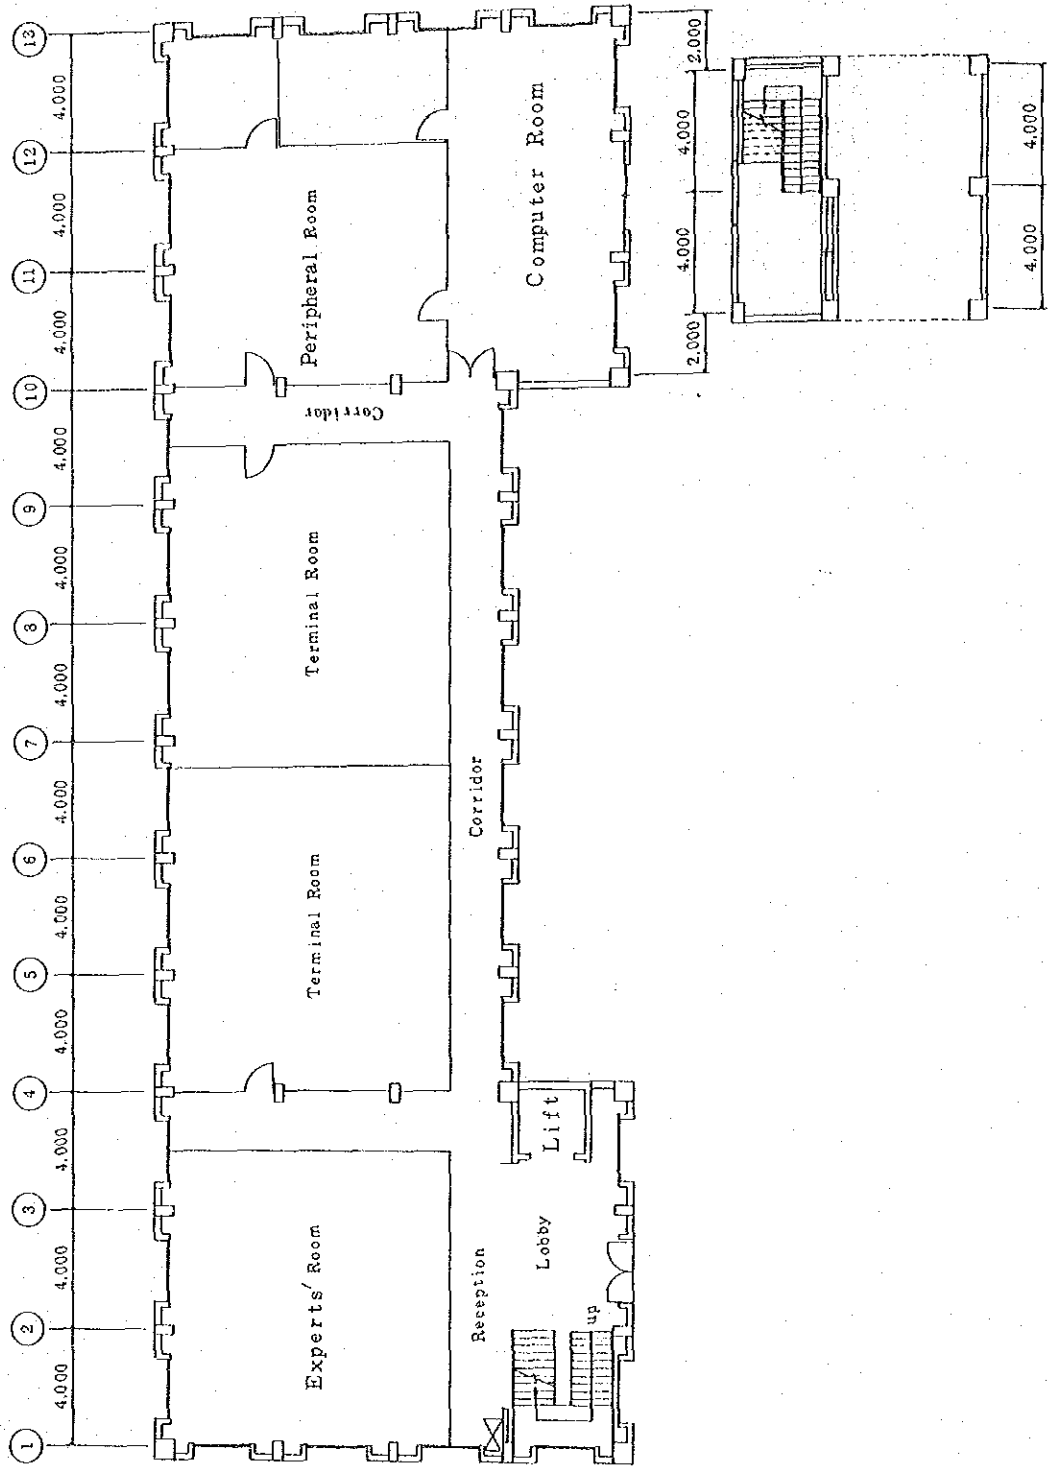 1
2
3
4
5
6
7
8
9
10
11
12
13
4.000
4.000
4.000
4.000
4.000
4.000
4.000
4.000
4.000
4.000
4.000
4.000
Experts' Room
Terminal Room
Terminal Room
Corridor
Peripheral Room
Reception
Corridor
Computer Room
Lobby
Lift
up
2.000
4.000
4.000
2.000
4.000
4.000